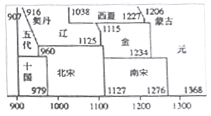 907 916 1038 1206
契丹 辽 西夏 1227 蒙古
五代 1115 金
960 1125 1234 元
十国 北宋 南宋
979 1127 1276 1368
900 1000 1100 1200 1300